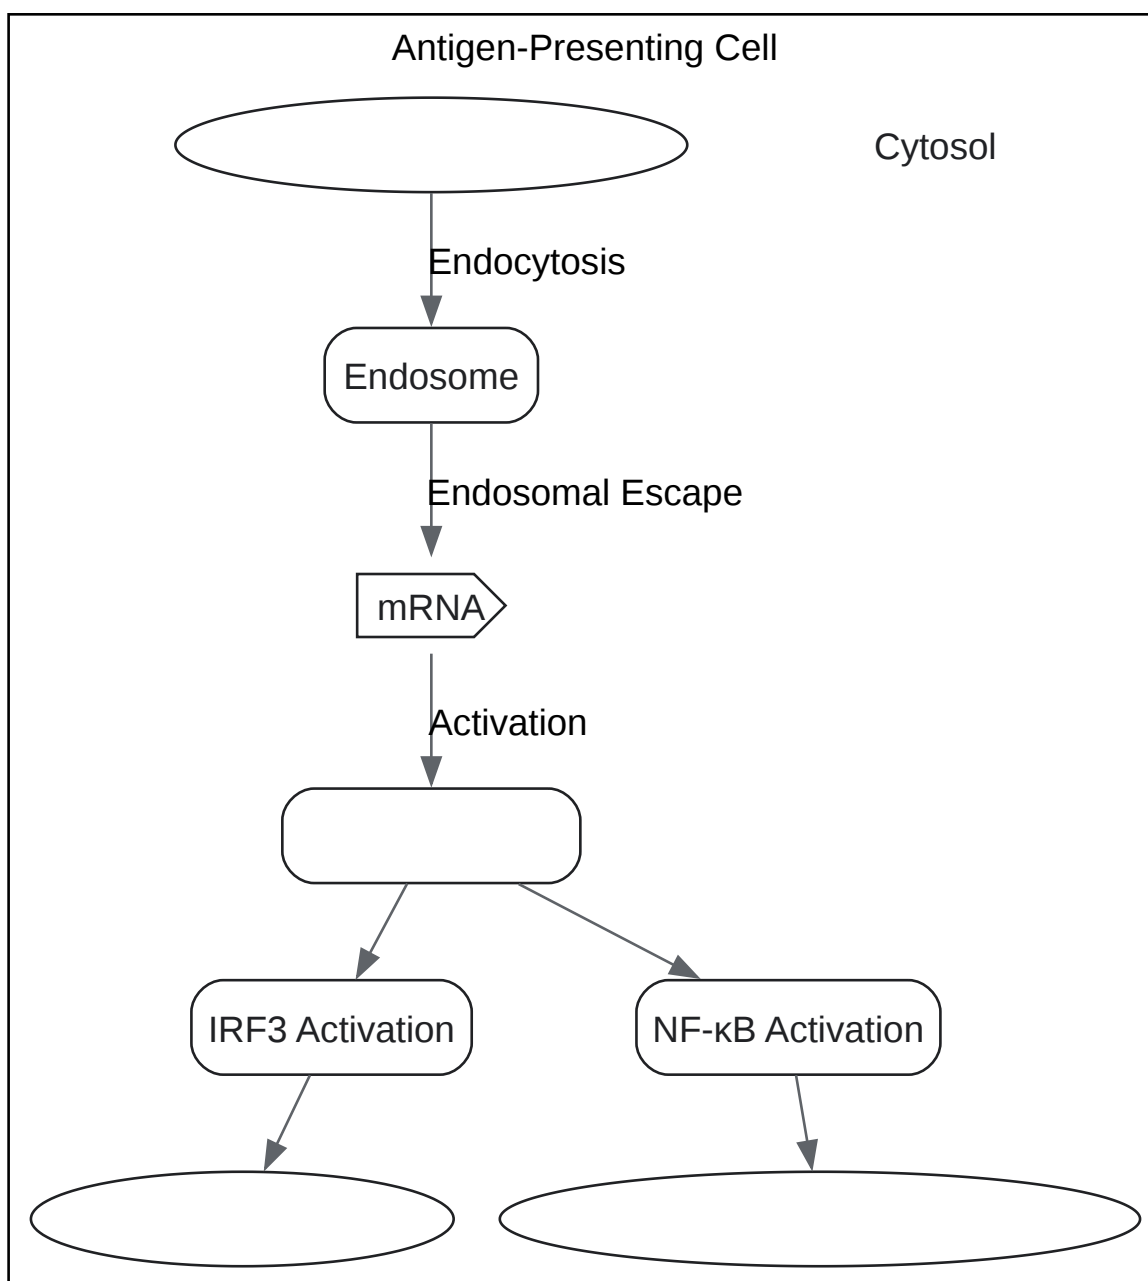 Antigen-Presenting Cell
Cytosol
Endocytosis
Endosome
Endosomal Escape
mRNA
Activation
IRF3 Activation
NF-κB Activation